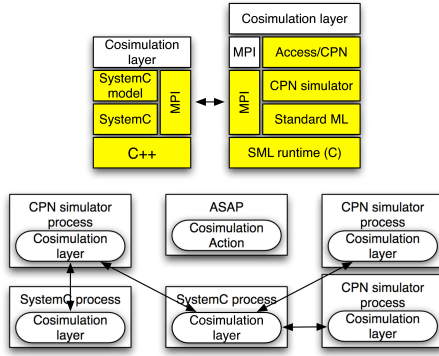 Cosimulation layer
Cosimulation
layer
MPI
Access/CPN
SystemC
model
MPI
MPI
CPN simulator
SystemC
Standard ML
C++
SML runtime (C)
CPN simulator
process
Cosimulation
layer
ASAP
Cosimulation
Action
CPN simulator
process
Cosimulation
layer
SystemC process
Cosimulation
layer
SystemC process
Cosimulation
layer
CPN simulator
process
Cosimulation
layer